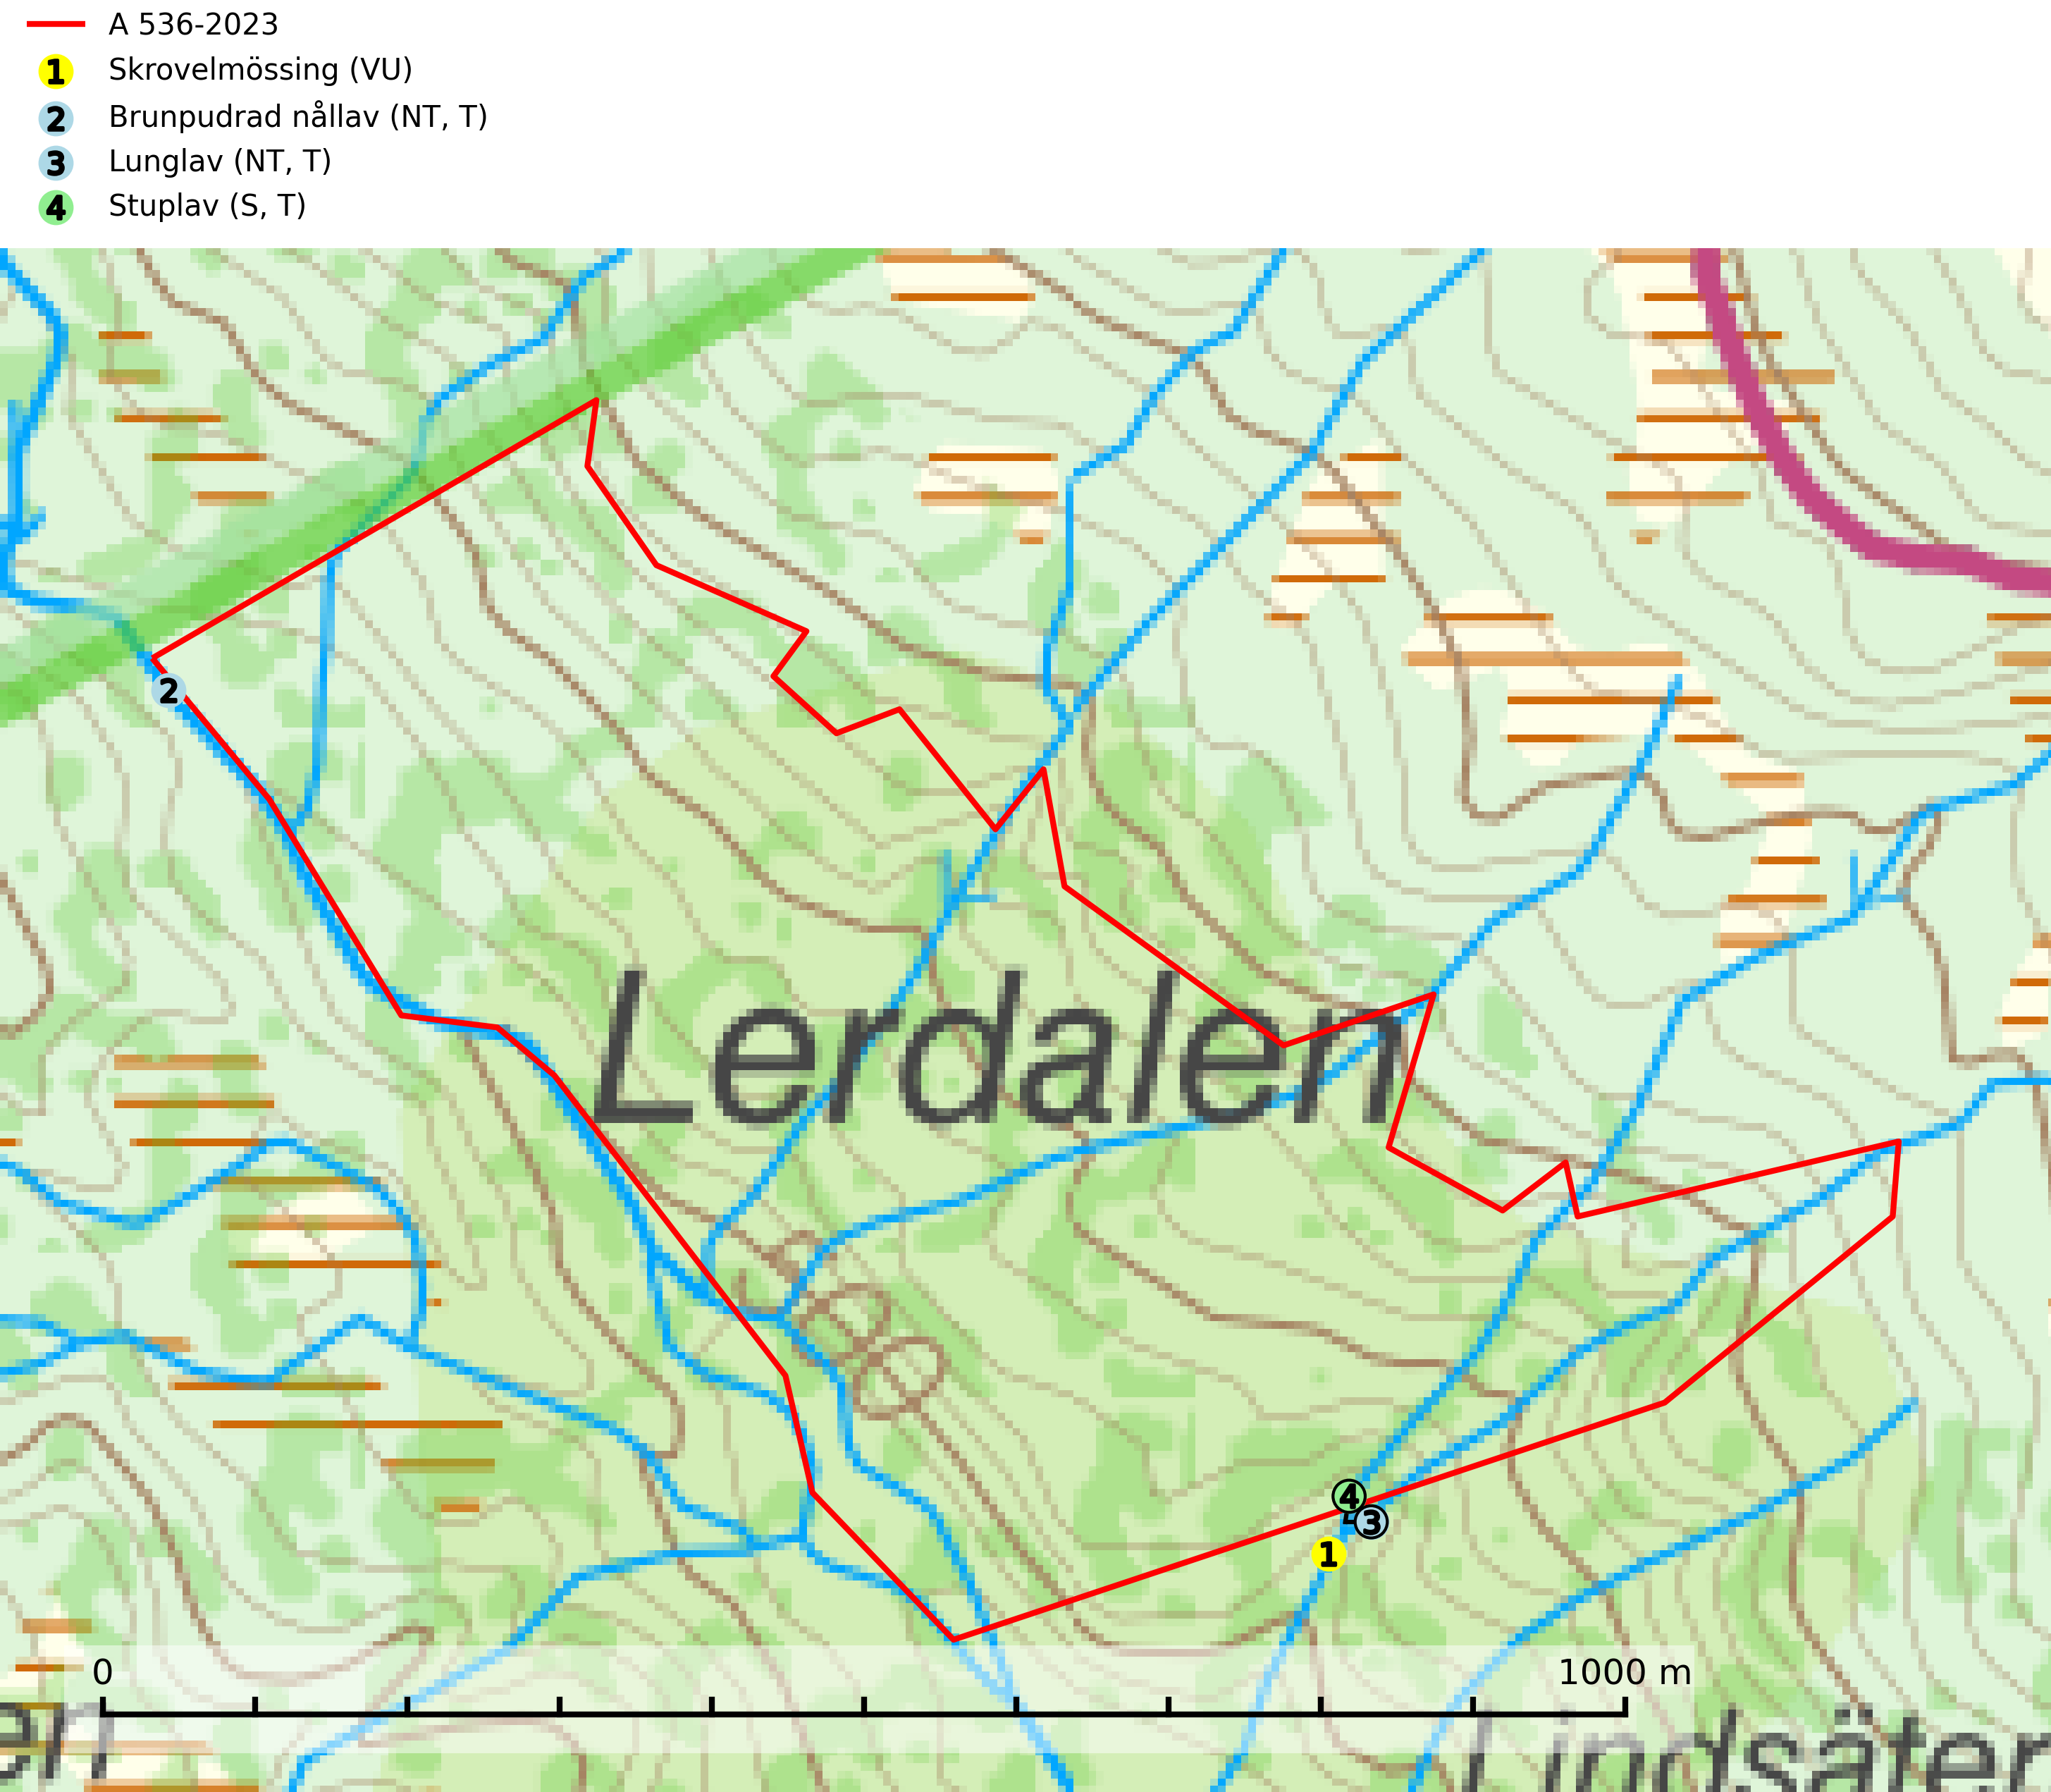 A 536-2023
1 Skrovelmössing (VU)
2 Brunpudrad nållav (NT, T)
3 Lunglav (NT, T)
4 Stuplav (S, T)
2
Lerdalen
4
3
1
0 1000 m